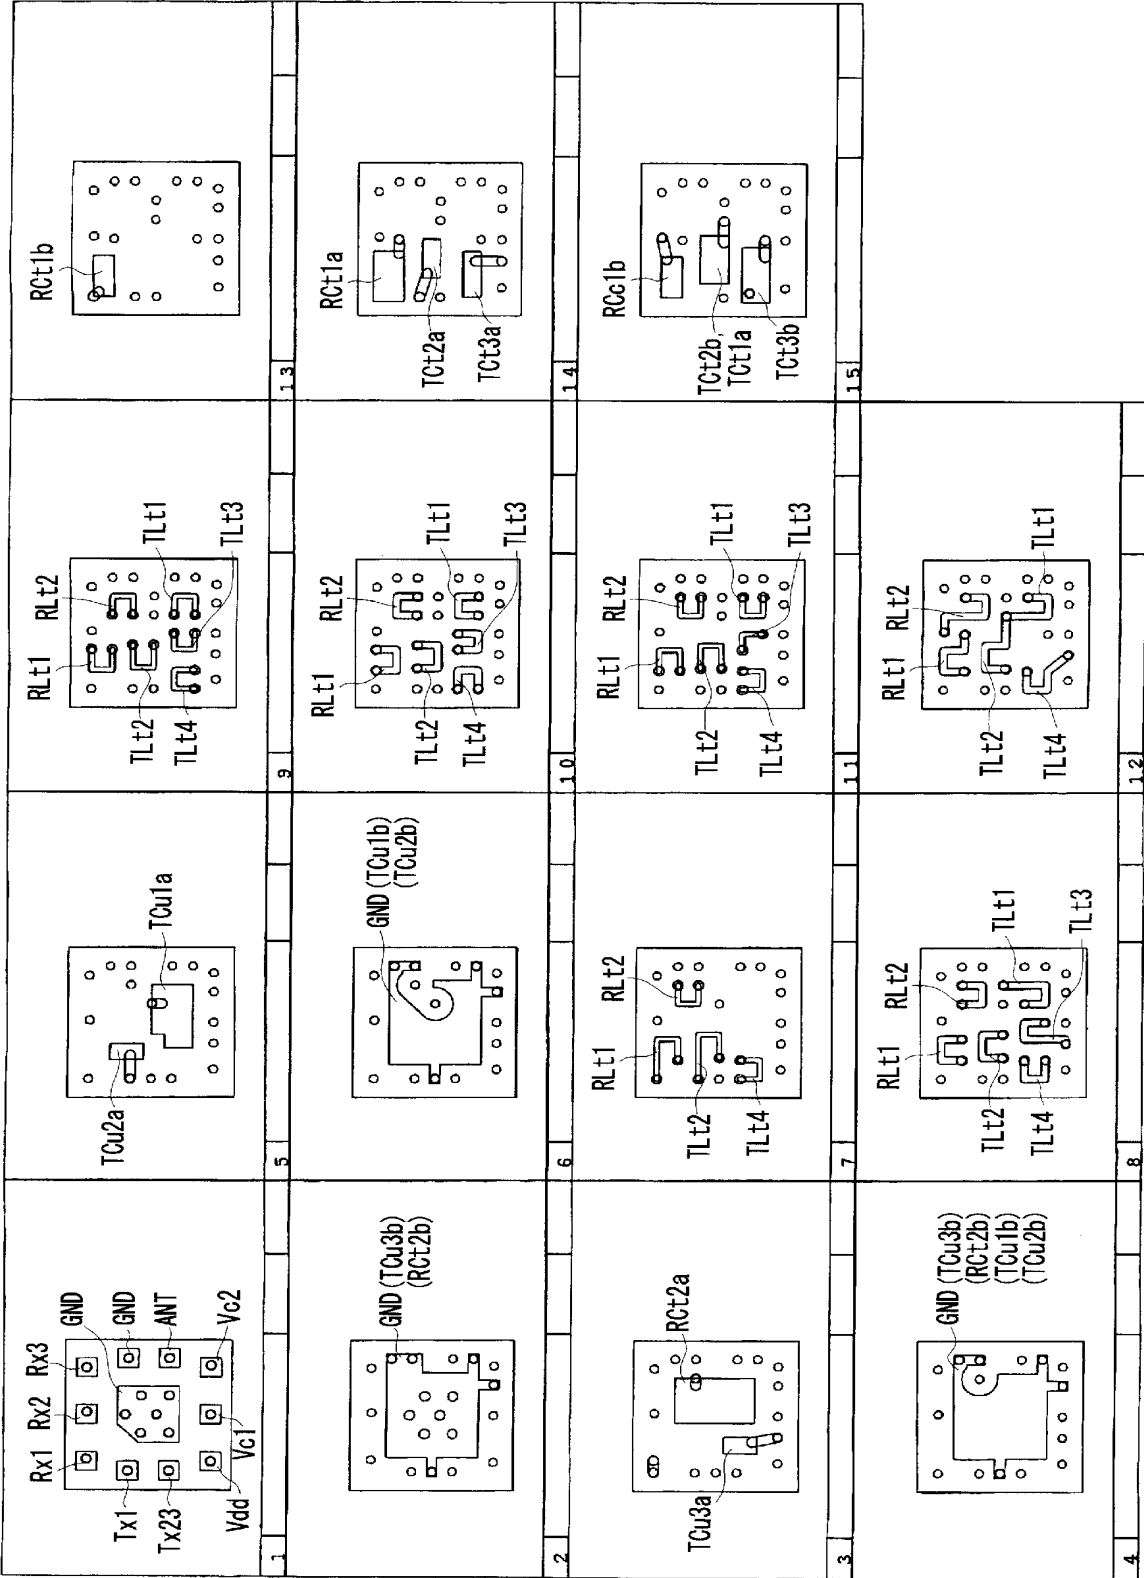 Rx1 Rx2 Rx3
GND
GND
ANT
Vc2
Tx1
Tx23
Vdd
Vc1
1
GND (TCu3b)
(RCt2b)
2
RCt2a
TCu3a
3
GND (TCu3b)
(RCt2b)
(TCu1b)
(TCu2b)
4
TCu2a
TCu1a
5
GND (TCu1b)
(TCu2b)
6
RLt1
RLt2
TLt2
TLt4
7
RLt1
RLt2
TLt1
TLt2
TLt4
TLt3
8
RLt1
RLt2
TLt1
TLt2
TLt4
TLt3
9
RLt1
RLt2
TLt1
TLt2
TLt4
TLt3
10
RLt1
RLt2
TLt1
TLt2
TLt4
TLt3
11
RLt1
RLt2
TLt1
TLt2
TLt4
12
RCt1b
13
RCt1a
TCt2a
TCt3a
14
RCc1b
TCt2b,
TCt1a
TCt3b
15